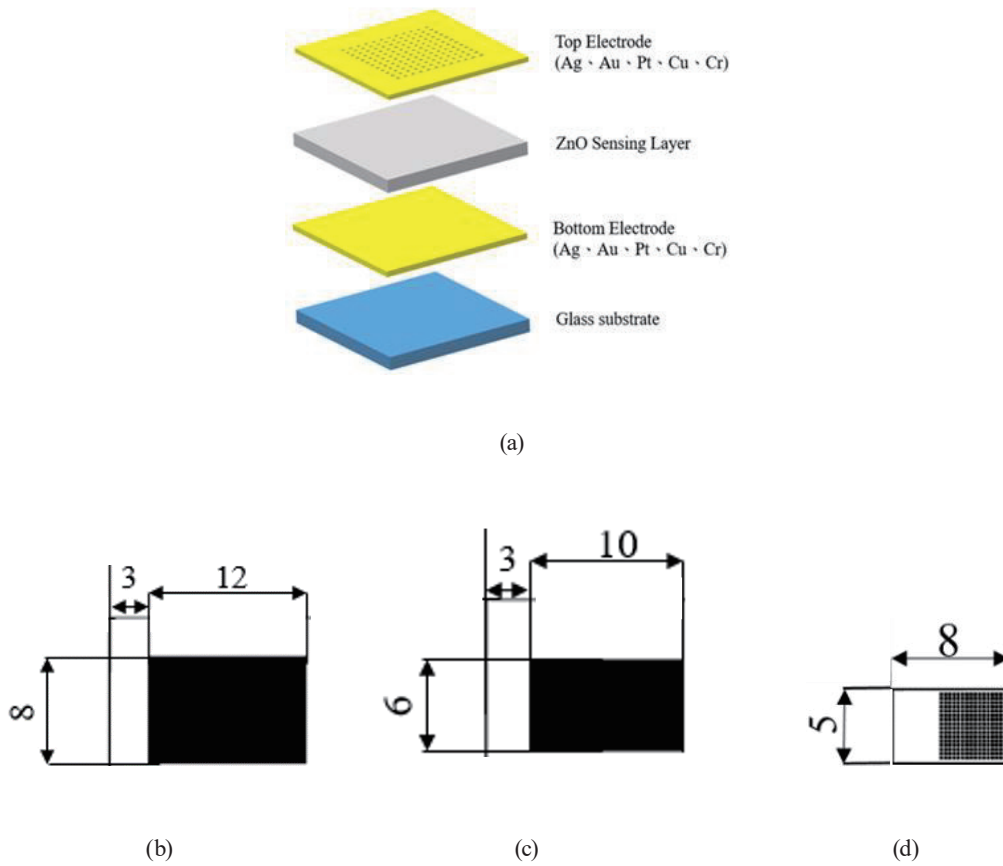 Top Electrode
(Ag、Au、Pt、Cu、Cr)
ZnO Sensing Layer
Bottom Electrode
(Ag、Au、Pt、Cu、Cr)
Glass substrate
(a)
3
12
8
(b)
3
10
6
(c)
8
5
(d)